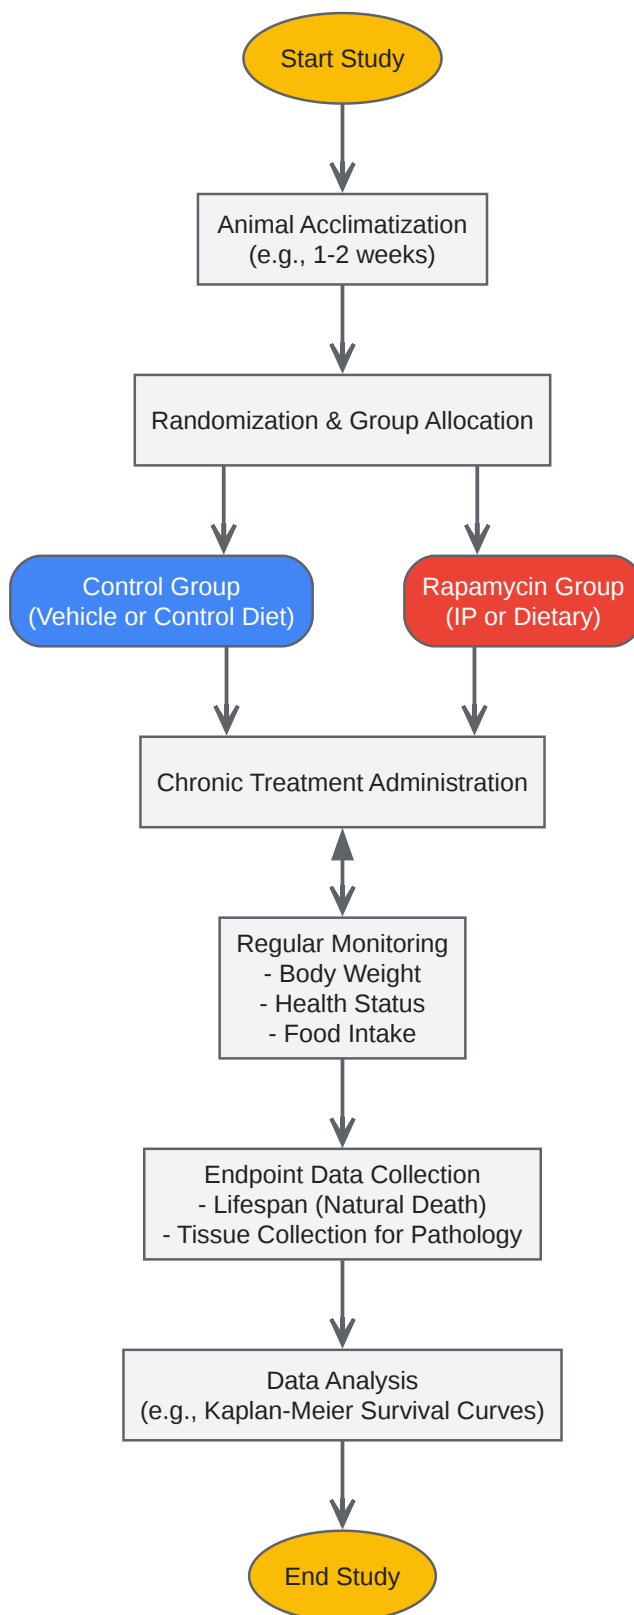 Start Study
Animal Acclimatization
(e.g., 1-2 weeks)
Randomization & Group Allocation
Control Group
(Vehicle or Control Diet)
Rapamycin Group
(IP or Dietary)
Chronic Treatment Administration
Regular Monitoring
- Body Weight
- Health Status
- Food Intake
Endpoint Data Collection
- Lifespan (Natural Death)
- Tissue Collection for Pathology
Data Analysis
(e.g., Kaplan-Meier Survival Curves)
End Study